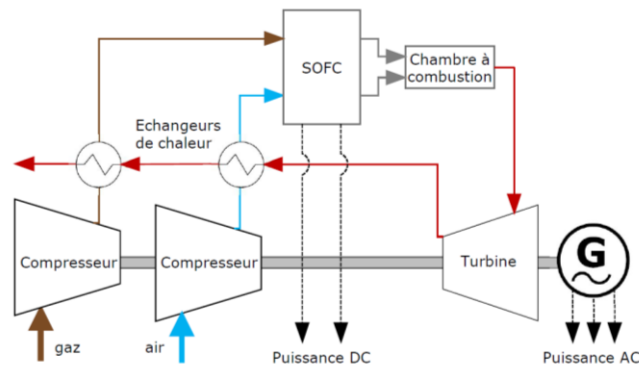 SOFC
Chambre à
combustion
Echangeurs
de chaleur
Compresseur
Compresseur
Turbine
G
gaz
air
Puissance DC
Puissance AC